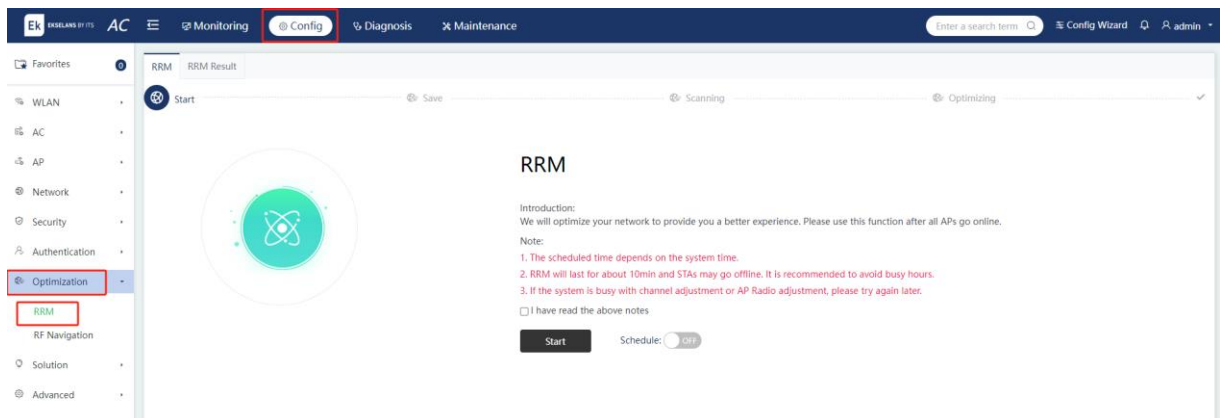 Ek EKSELANS BY ITS AC Monitoring Config Diagnosis Maintenance Enter a search term Config Wizard admin
Favorites 0
RRM RRM Result
Start Save Scanning Optimizing
WLAN
AC
AP
Network
Security
Authentication
Optimization
RRM
RF Navigation
Solution
Advanced
RRM
Introduction:
We will optimize your network to provide you a better experience. Please use this function after all APs go online.
Note:
1. The scheduled time depends on the system time.
2. RRM will last for about 10min and STAs may go offline. It is recommended to avoid busy hours.
3. If the system is busy with channel adjustment or AP Radio adjustment, please try again later.
I have read the above notes
Start Schedule: OFF